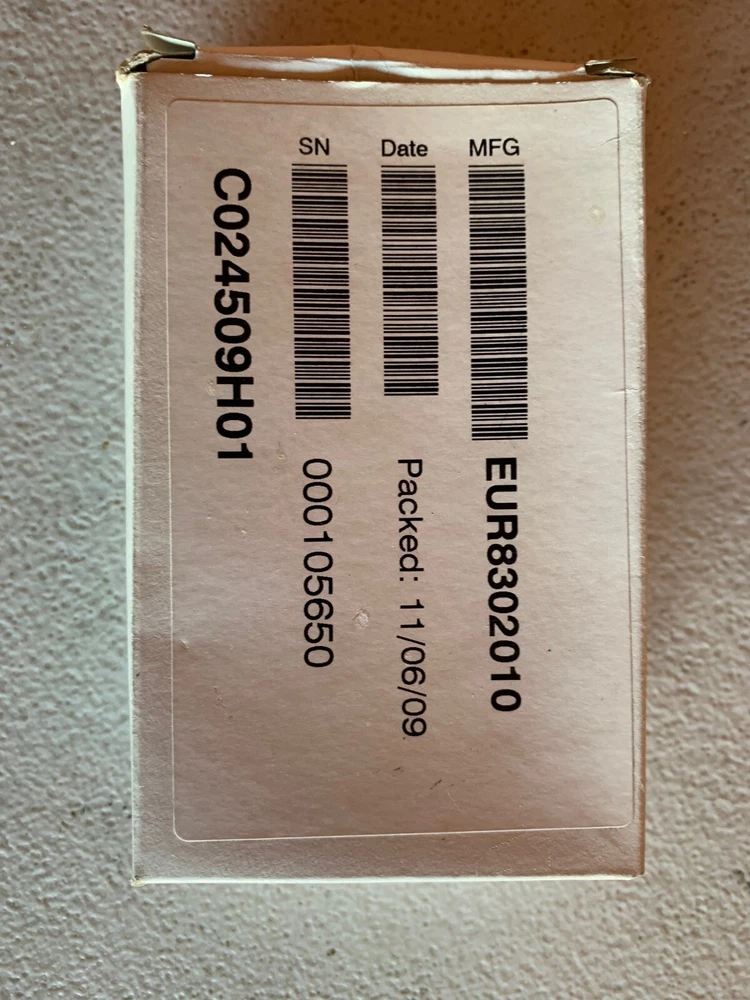 MFG
EUR8302010
Date
Packed: 11/06/09
SN
000105650
C024509H01